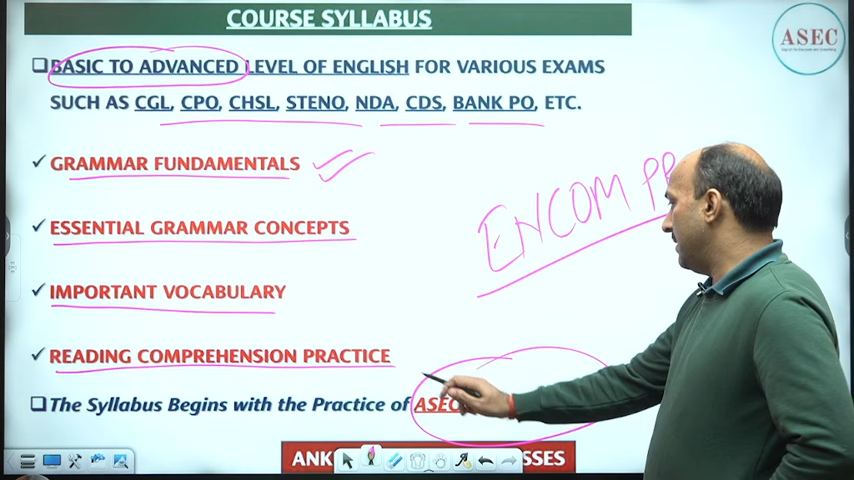 COURSE SYLLABUS
ASEC
❑BASIC TO ADVANCED LEVEL OF ENGLISH FOR VARIOUS EXAMS
SUCH AS CGL, CPO, CHSL, STENO, NDA, CDS, BANK PO, ETC.
✓ GRAMMAR FUNDAMENTALS
ENCOM
✓ ESSENTIAL GRAMMAR CONCEPTS
✓ IMPORTANT VOCABULARY
✓ READING COMPREHENSION PRACTICE
❑The Syllabus Begins with the Practice of ASEC